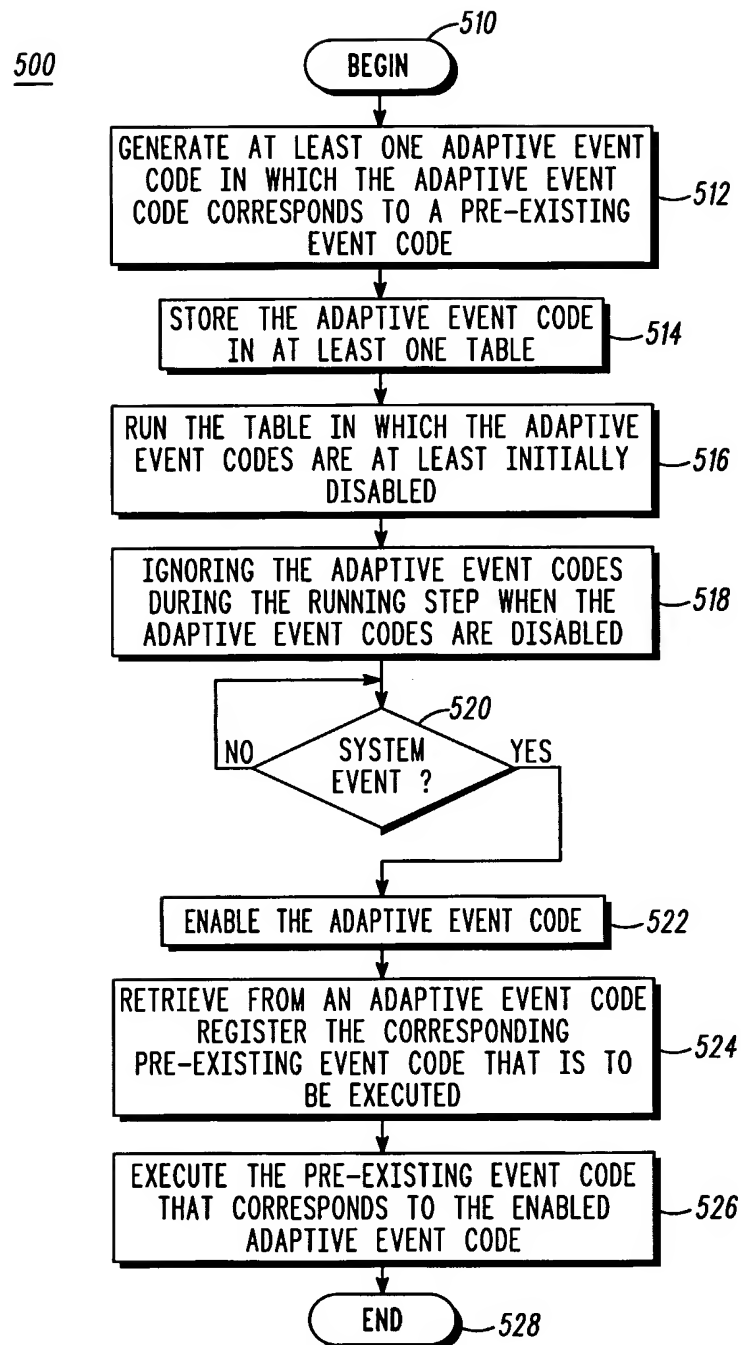 500
510
BEGIN
GENERATE AT LEAST ONE ADAPTIVE EVENT
CODE IN WHICH THE ADAPTIVE EVENT
CODE CORRESPONDS TO A PRE-EXISTING
EVENT CODE
512
STORE THE ADAPTIVE EVENT CODE
IN AT LEAST ONE TABLE
514
RUN THE TABLE IN WHICH THE ADAPTIVE
EVENT CODES ARE AT LEAST INITIALLY
DISABLED
516
IGNORING THE ADAPTIVE EVENT CODES
DURING THE RUNNING STEP WHEN THE
ADAPTIVE EVENT CODES ARE DISABLED
518
520
NO
SYSTEM
EVENT ?
YES
ENABLE THE ADAPTIVE EVENT CODE
522
RETRIEVE FROM AN ADAPTIVE EVENT CODE
REGISTER THE CORRESPONDING
PRE-EXISTING EVENT CODE THAT IS TO
BE EXECUTED
524
EXECUTE THE PRE-EXISTING EVENT CODE
THAT CORRESPONDS TO THE ENABLED
ADAPTIVE EVENT CODE
526
END
528